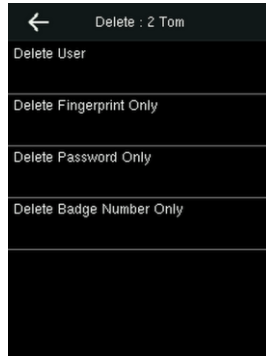 Delete : 2 Tom
Delete User
Delete Fingerprint Only
Delete Password Only
Delete Badge Number Only